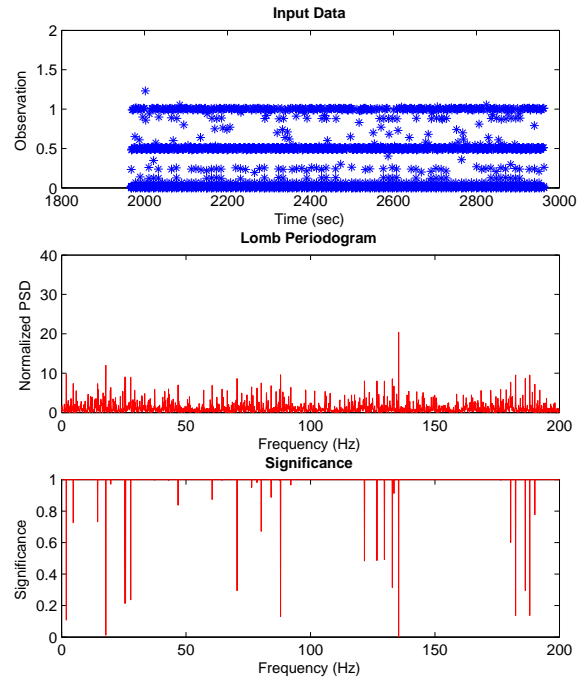 Input Data
2
1.5
1
0.5
0
Observation
1800 2000 2200 2400 2600 2800 3000
Time (sec)
Lomb Periodogram
40
30
20
10
0
Normalized PSD
0 50 100 150 200
Frequency (Hz)
Significance
1
0.8
0.6
0.4
0.2
0
Significance
0 50 100 150 200
Frequency (Hz)